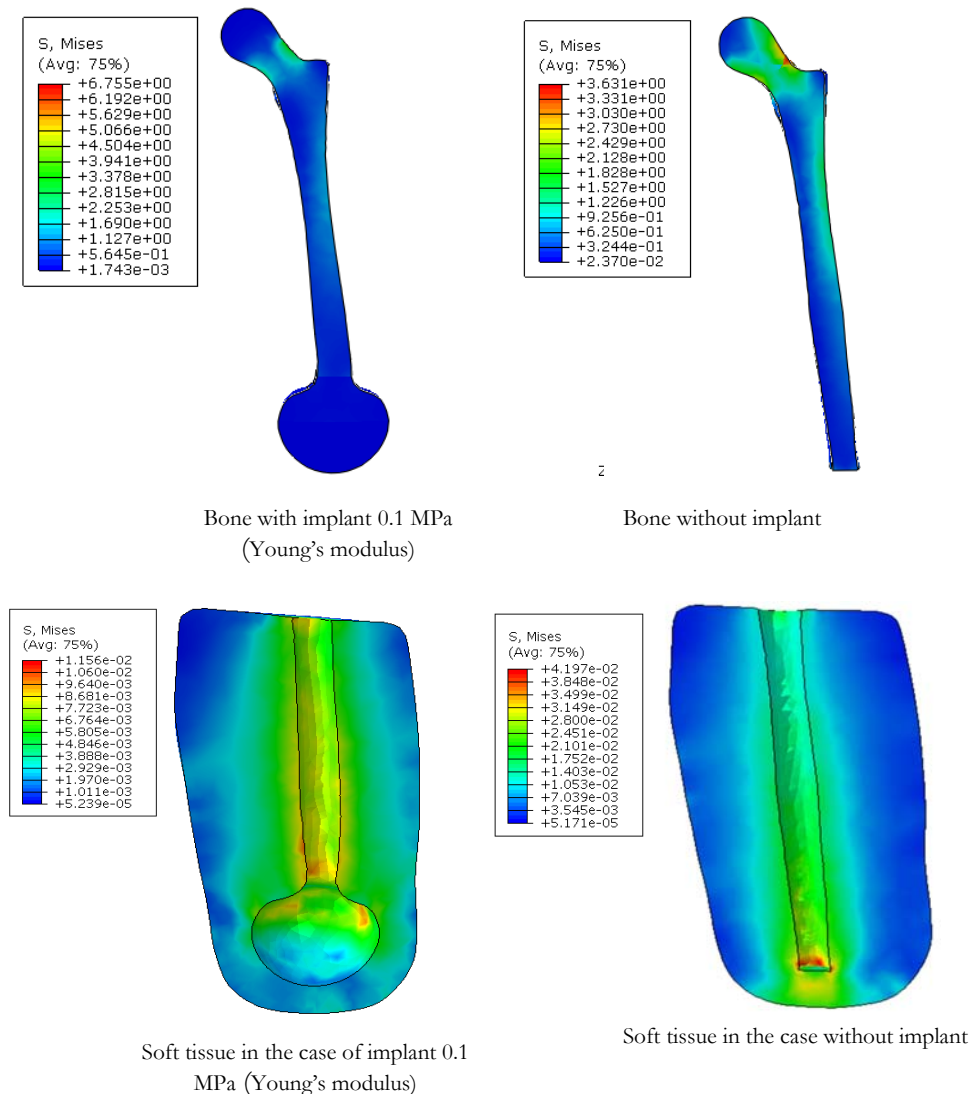 S, Mises
(Avg: 75%)
+6.755e+00
+6.192e+00
+5.629e+00
+5.066e+00
+4.504e+00
+3.941e+00
+3.378e+00
+2.815e+00
+2.253e+00
+1.690e+00
+1.127e+00
+5.645e-01
+1.743e-03
S, Mises
(Avg: 75%)
+3.631e+00
+3.331e+00
+3.030e+00
+2.730e+00
+2.429e+00
+2.128e+00
+1.828e+00
+1.527e+00
+1.226e+00
+9.256e-01
+6.250e-01
+3.244e-01
+2.370e-02
z
Bone with implant 0.1 MPa
(Young's modulus)
Bone without implant
S, Mises
(Avg: 75%)
+1.156e-02
+1.060e-02
+9.640e-03
+8.681e-03
+7.723e-03
+6.764e-03
+5.805e-03
+4.846e-03
+3.888e-03
+2.929e-03
+1.970e-03
+1.011e-03
+5.239e-05
S, Mises
(Avg: 75%)
+4.197e-02
+3.848e-02
+3.499e-02
+3.149e-02
+2.800e-02
+2.451e-02
+2.101e-02
+1.752e-02
+1.403e-02
+1.053e-02
+7.039e-03
+3.545e-03
+5.171e-05
Soft tissue in the case of implant 0.1
MPa (Young's modulus)
Soft tissue in the case without implant